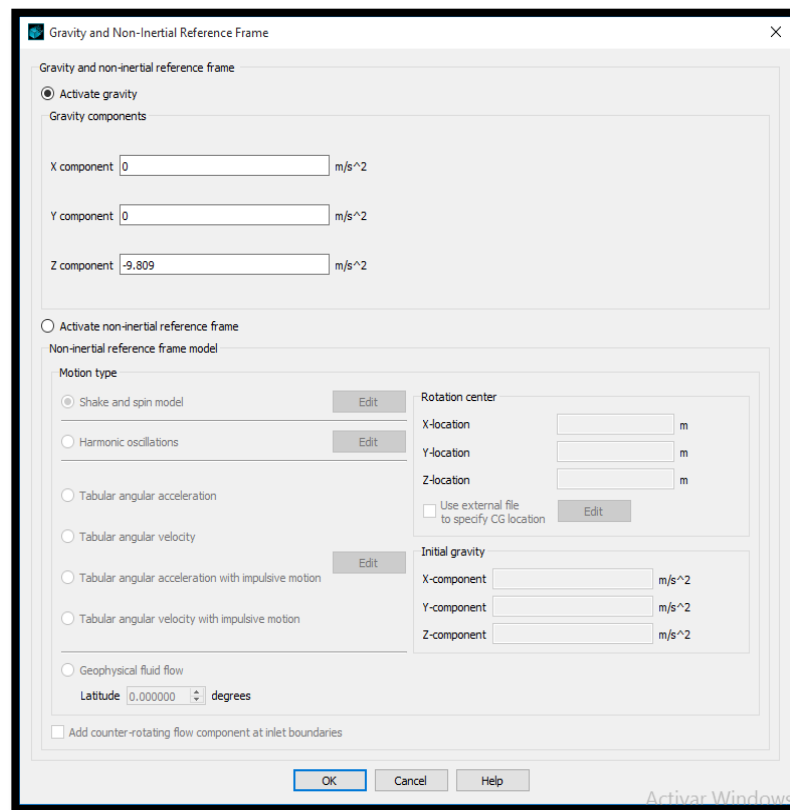 Gravity and Non-Inertial Reference Frame
Gravity and non-inertial reference frame
Activate gravity
Gravity components
X component 0 m/s^2
Y component 0 m/s^2
Z component -9.809 m/s^2
Activate non-inertial reference frame
Non-inertial reference frame model
Motion type
Shake and spin model Edit
Harmonic oscillations Edit
Tabular angular acceleration
Tabular angular velocity
Edit
Tabular angular acceleration with impulsive motion
Tabular angular velocity with impulsive motion
Geophysical fluid flow
Latitude 0.000000 degrees
Rotation center
X-location m
Y-location m
Z-location m
Use external file
to specify CG location Edit
Initial gravity
X-component m/s^2
Y-component m/s^2
Z-component m/s^2
Add counter-rotating flow component at inlet boundaries
OK Cancel Help
Activar Windows